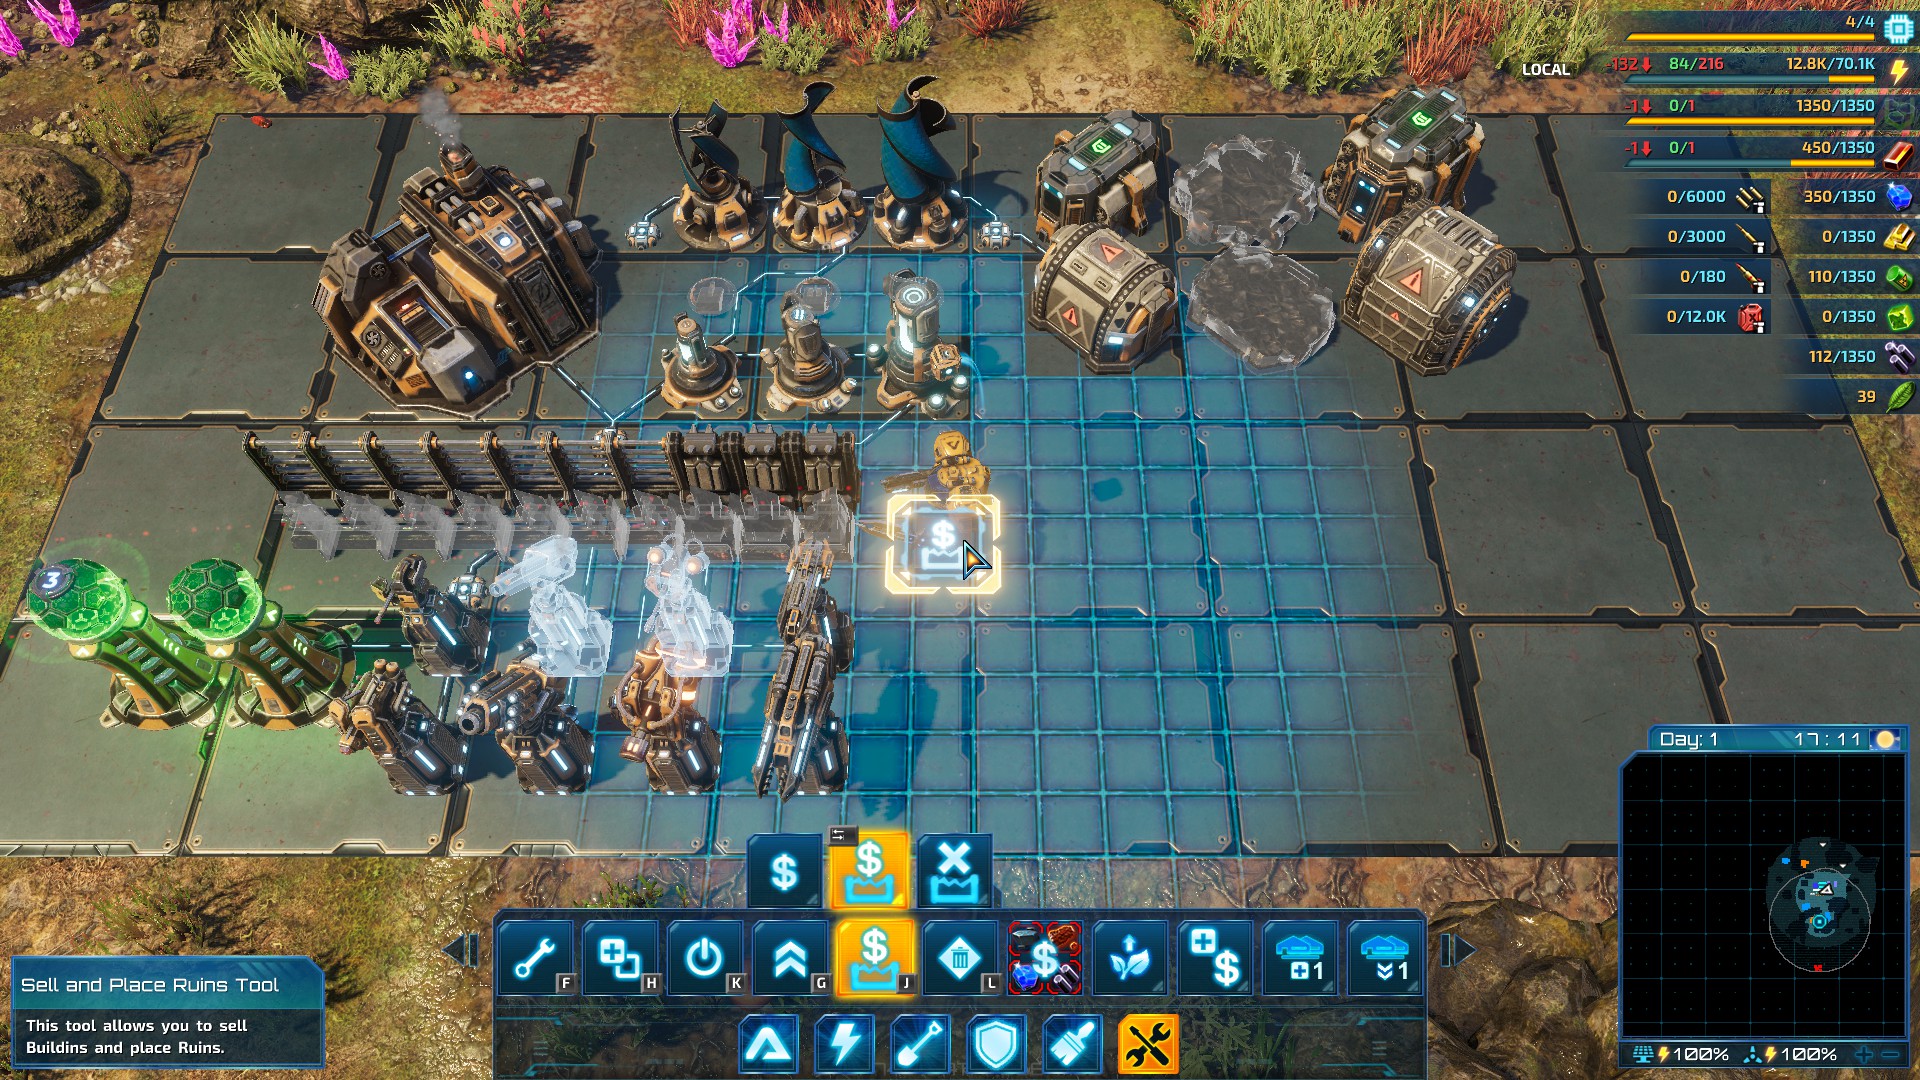 4/4
LOCAL
-132 84/216 12.8K/70.1K
-1 0/1 1350/1350
-1 0/1 450/1350
0/6000 350/1350
0/3000 0/1350
0/180 110/1350
0/12.0K 0/1350
112/1350
39
3
Day: 1 17:11
$ $
F H K G $ J L $ $ 1 1
Sell and Place Ruins Tool
This tool allows you to sell
Buildins and place Ruins.
100% 100%